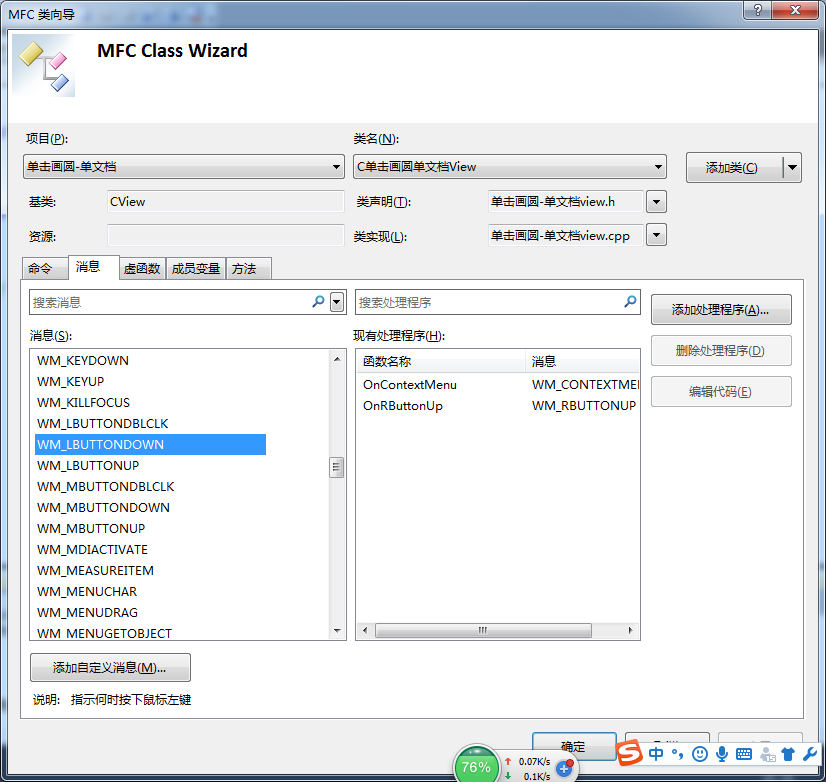 MFC 类向导
MFC Class Wizard
项目(P):
类名(N):
单击画圆-单文档
C单击画圆单文档View
添加类(C)
基类:
CView
类声明(T):
单击画圆-单文档view.h
资源:
类实现(L):
单击画圆-单文档view.cpp
命令
消息
虚函数
成员变量
方法
搜索消息
搜索处理程序
添加处理程序(A)...
消息(S):
现有处理程序(H):
删除处理程序(D)
编辑代码(E)
WM_KEYDOWN
WM_KEYUP
WM_KILLFOCUS
WM_LBUTTONDBLCLK
WM_LBUTTONDOWN
WM_LBUTTONUP
WM_MBUTTONDBLCLK
WM_MBUTTONDOWN
WM_MBUTTONUP
WM_MDIACTIVATE
WM_MEASUREITEM
WM_MENUCHAR
WM_MENUDRAG
WM_MENUGETOBJECT
函数名称 消息
OnContextMenu WM_CONTEXTME
OnRButtonUp WM_RBUTTONUP
添加自定义消息(M)...
说明: 指示何时按下鼠标左键
确定
76%
0.07K/s
0.1K/s
中